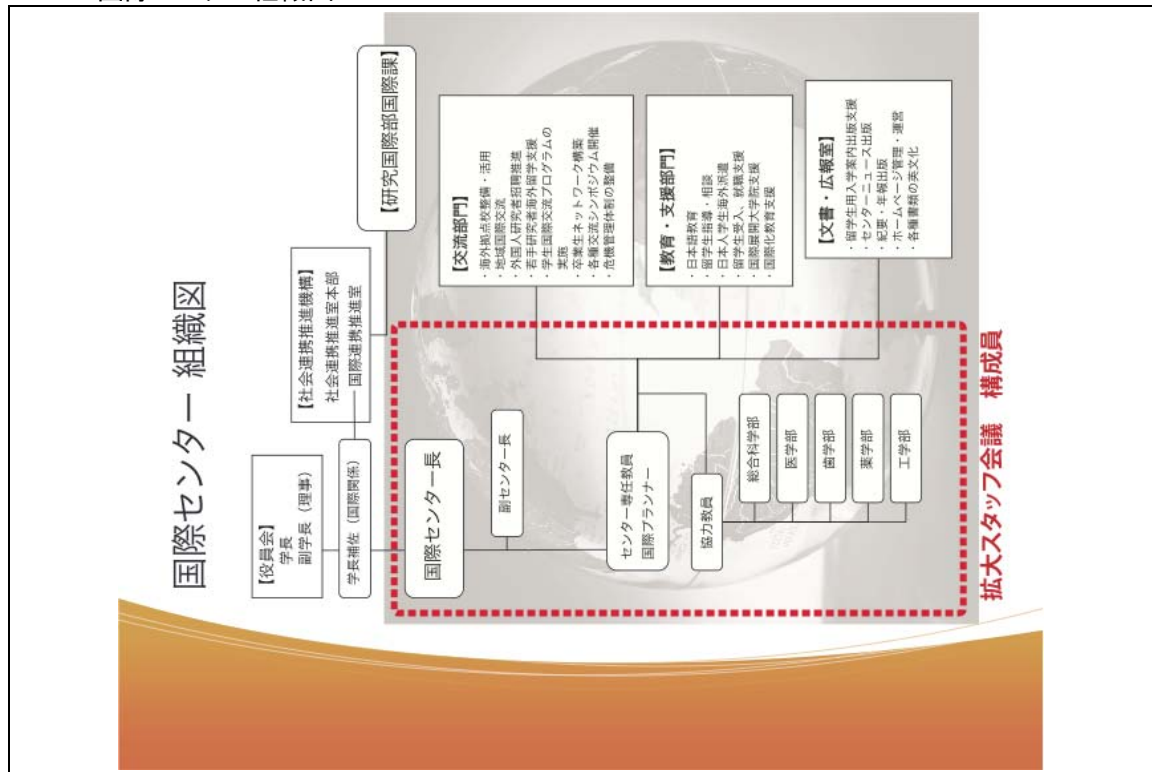 国際センター 組織図
【役員会】
学長
副学長（理事）
学長補佐（国際関係）
【社会連携推進機構】
社会連携推進室本部
国際連携推進室
【研究国際部国際課】
国際センター長
副センター長
センター専任教員
国際プランナー
協力教員
総合科学部
医学部
歯学部
薬学部
工学部
【交流部門】
・海外拠点校整備・活用
・地域国際交流
・外国人研究者招聘推進
・若手研究者海外留学支援
・学生国際交流プログラムの
実施
・卒業生ネットワーク構築
・各種交流シンポジウム開催
・危機管理体制の整備
【教育・支援部門】
・日本語教育
・留学生指導・相談
・日本人学生海外派遣
・留学生受入、就職支援
・国際展開大学院支援
・国際化教育支援
【文書・広報室】
・留学生用入学案内出版支援
・センターニュース出版
・紀要・年報出版
・ホームページ管理・運営
・各種書類の英文化
拡大スタッフ会議 構成員